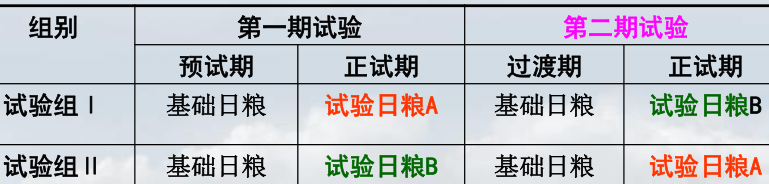 组别 第一期试验 第二期试验
预试期 正试期 过渡期 正试期
试验组Ⅰ 基础日粮 试验日粮A 基础日粮 试验日粮B
试验组Ⅱ 基础日粮 试验日粮B 基础日粮 试验日粮A